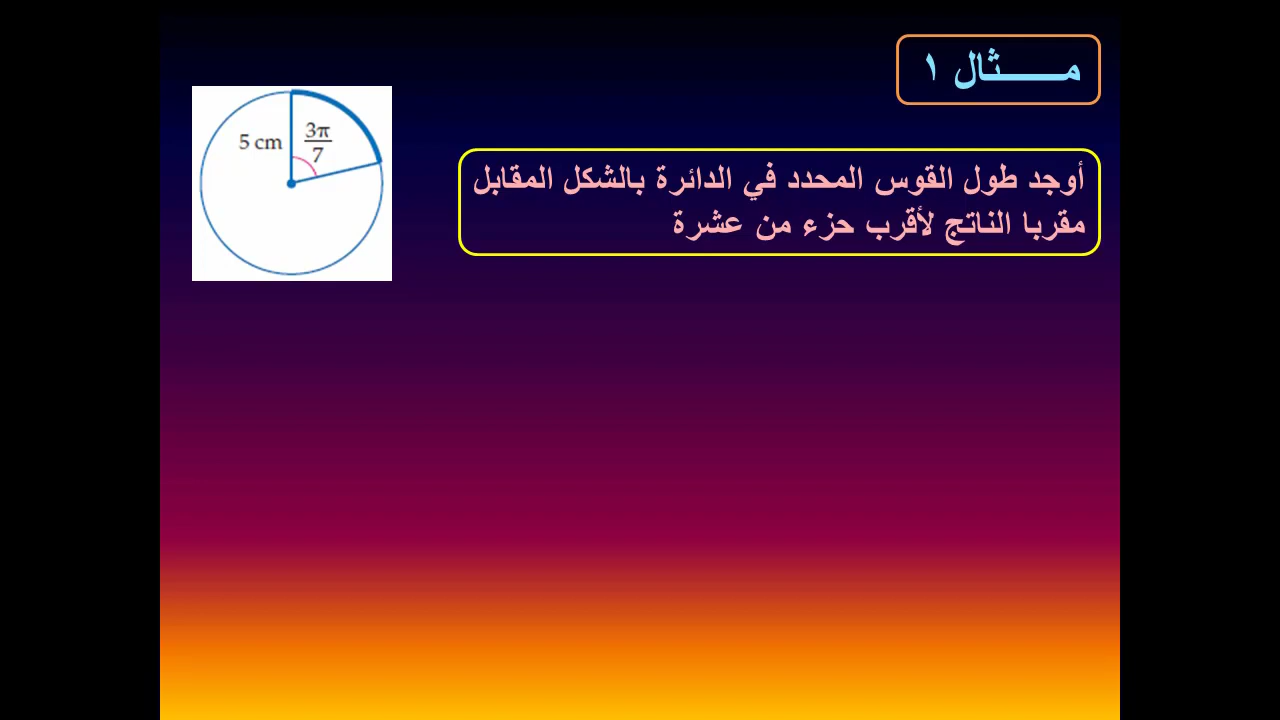 مـــــــثال ١
أوجد طول القوس المحدد في الدائرة بالشكل المقابل
مقربا الناتج لأقرب حزء من عشرة
5 cm
3π
7